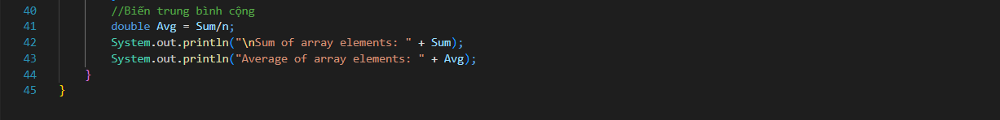 40 //Biến trung bình cộng
41 double Avg = Sum/n;
42 System.out.println("\nSum of array elements: " + Sum);
43 System.out.println("Average of array elements: " + Avg);
44 }
45 }